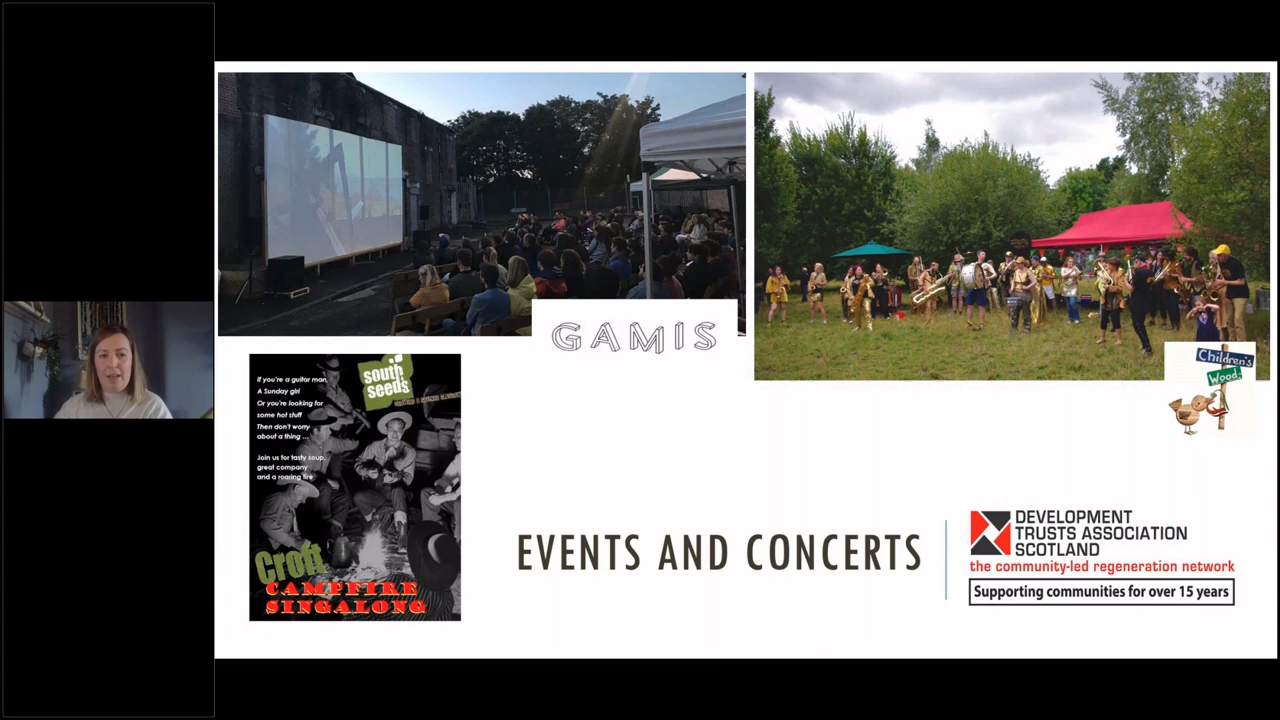 GAMIS
Children's
Wood
If you're a guitar man,
A Sunday girl
Or you're looking for
some hot stuff
Then don't worry
about a thing ...
Join us for tasty soup,
great company
and a roaring fire
south
seeds
Croft
CAMPFIRE
SINGALONG
EVENTS AND CONCERTS
DEVELOPMENT
TRUSTS ASSOCIATION
SCOTLAND
the community-led regeneration network
Supporting communities for over 15 years